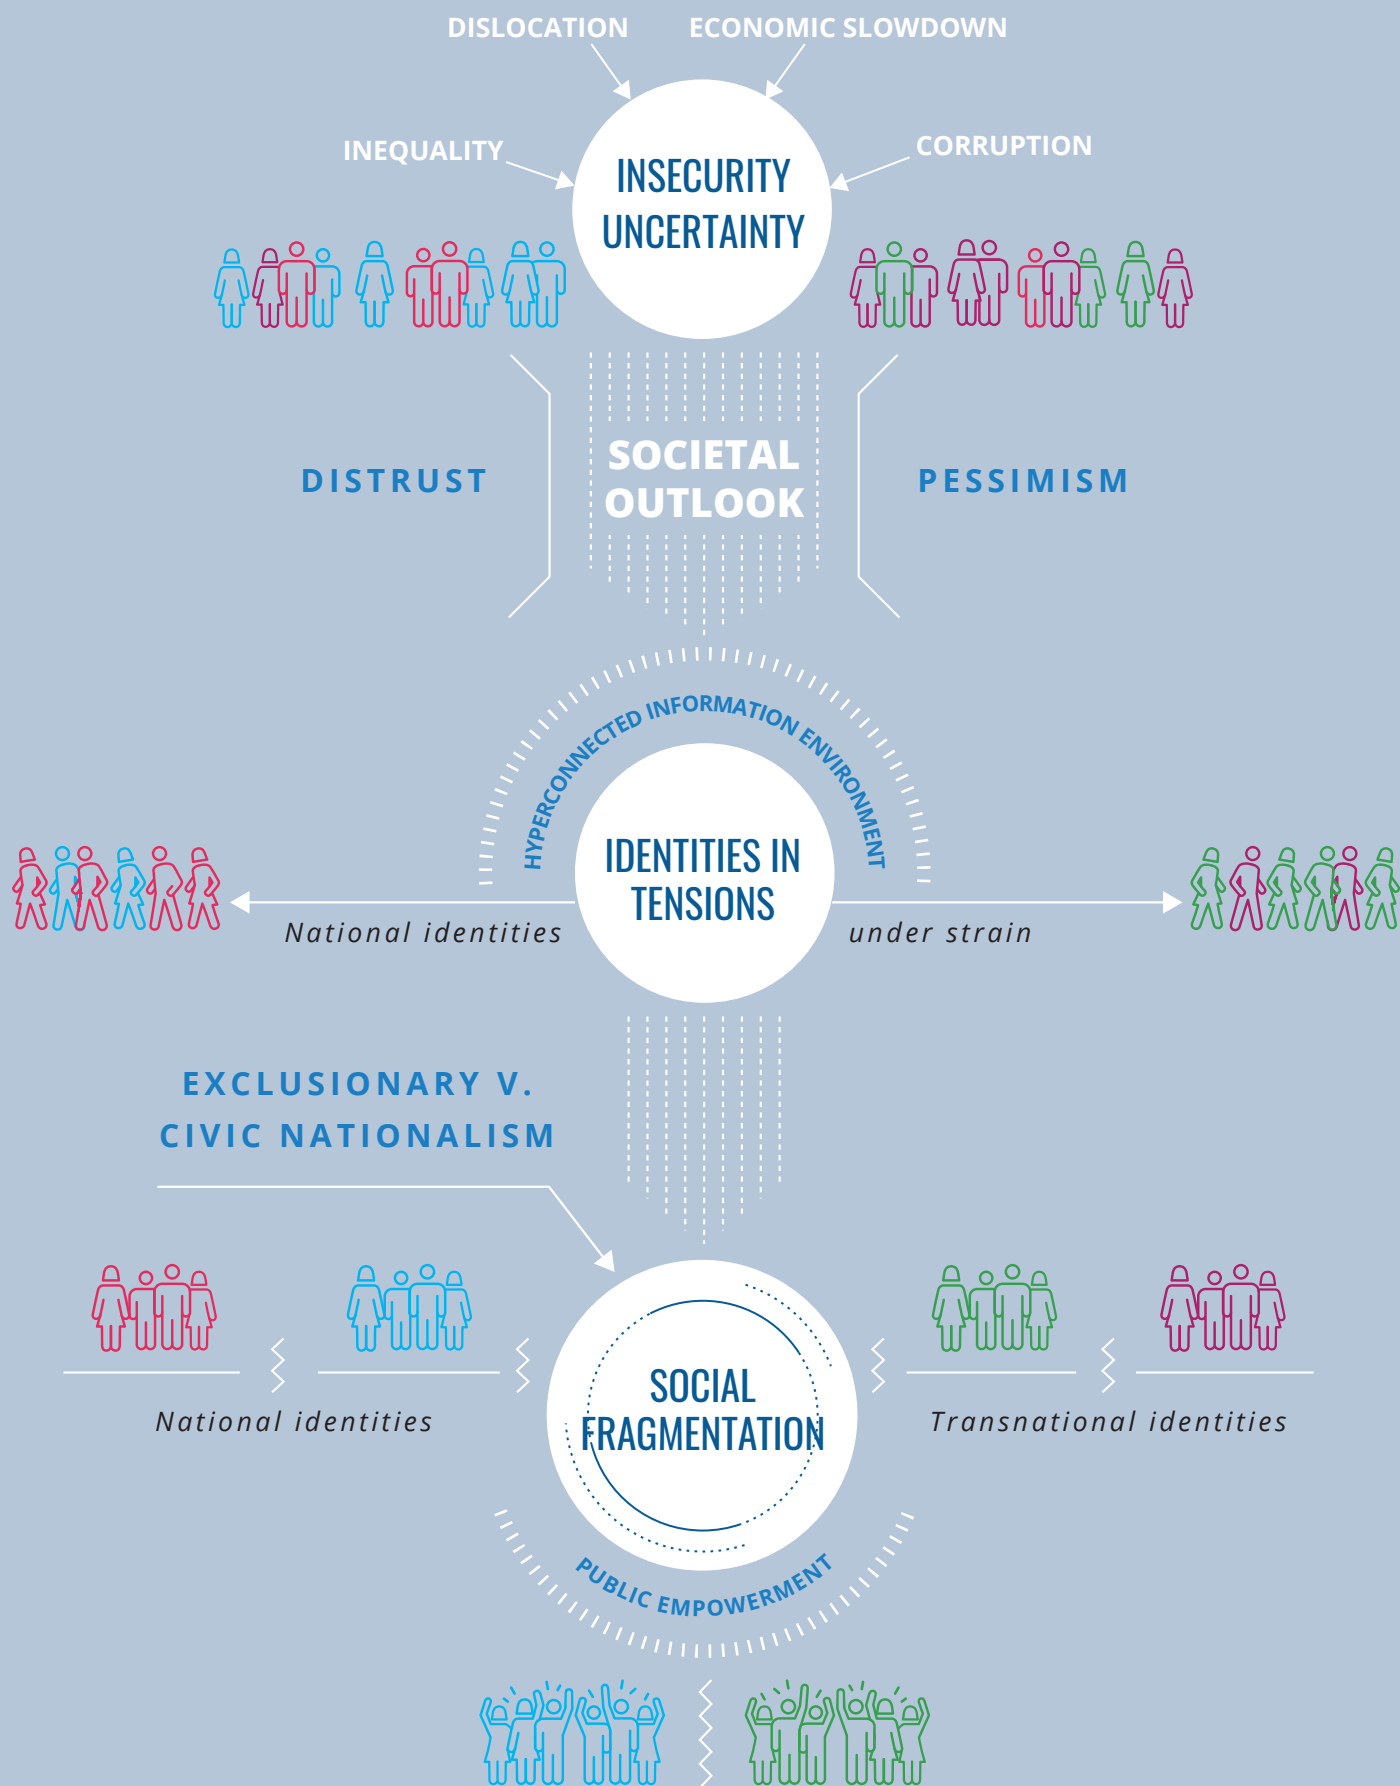 DISLOCATION
ECONOMIC SLOWDOWN
INEQUALITY
CORRUPTION
INSECURITY
UNCERTAINTY
DISTRUST
SOCIETAL
OUTLOOK
PESSIMISM
HYPERCONNECTED INFORMATION ENVIRONMENT
IDENTITIES IN
TENSIONS
National identities
under strain
EXCLUSIONARY V.
CIVIC NATIONALISM
SOCIAL
FRAGMENTATION
National identities
Transnational identities
PUBLIC EMPOWERMENT